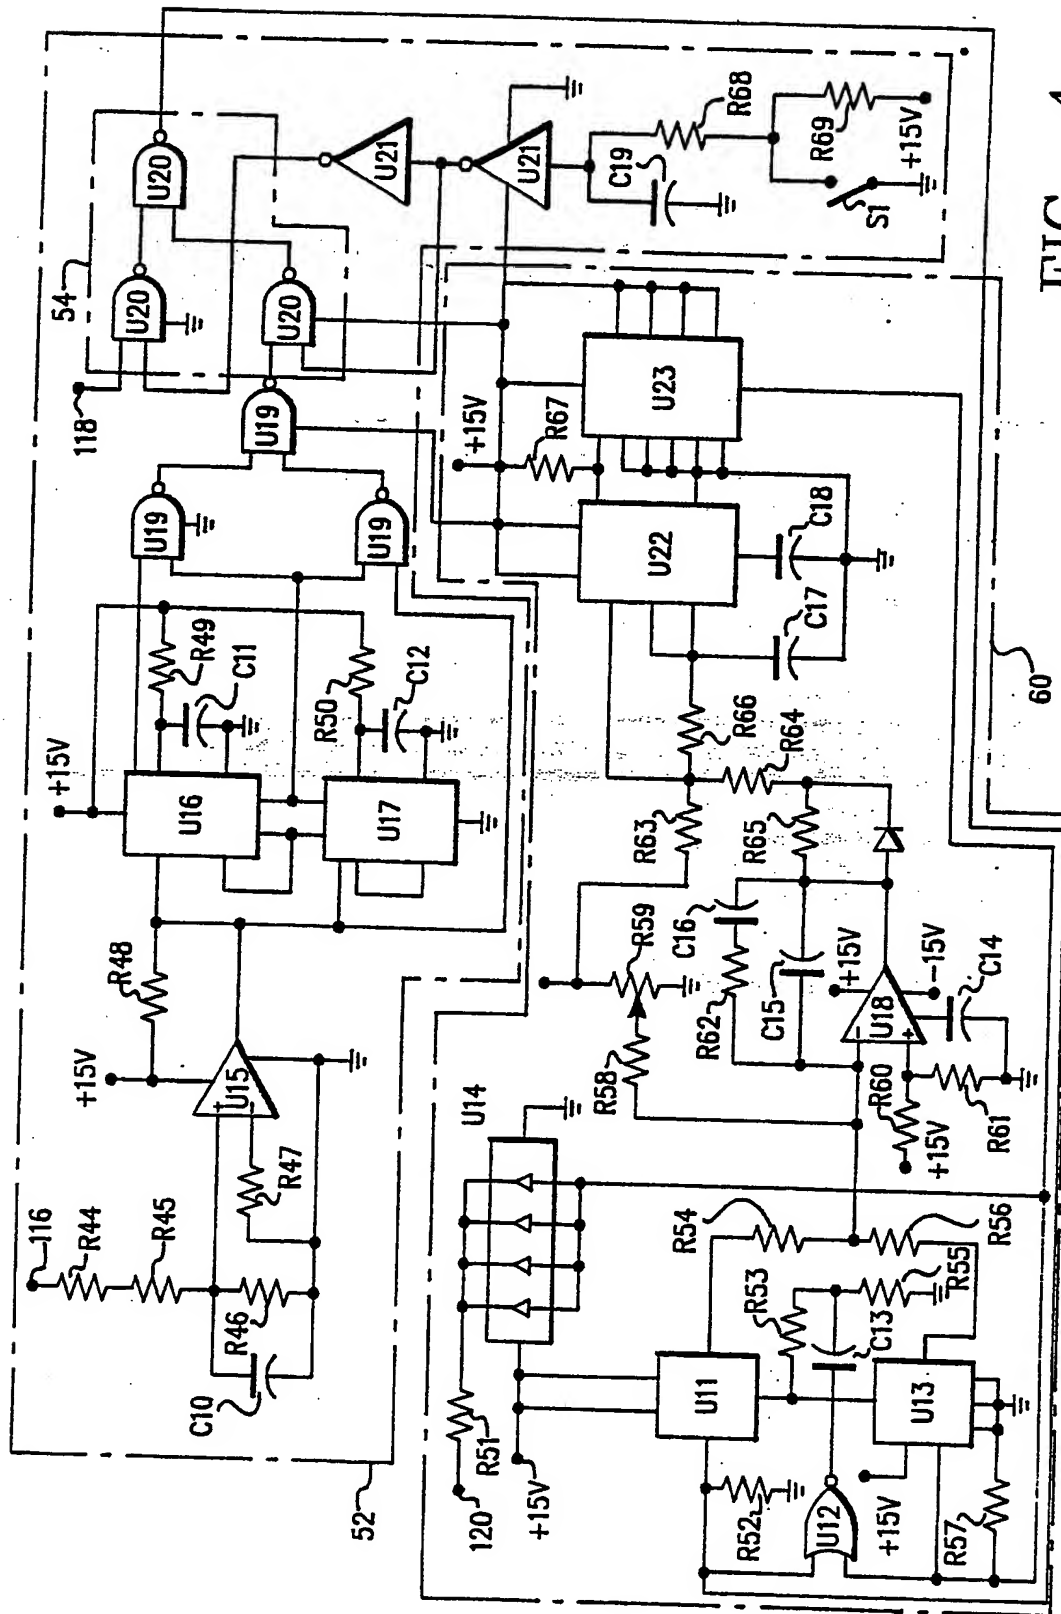 54
118
U20
U20
U20
U19
U19
U19
U21
U21
C19
R68
R69
+15V
S1
+15V
R49
C11
U16
R50
C12
U17
R48
+15V
+
-
U15
R47
116
R44
R45
R46
C10
52
+15V
R67
U23
U22
C18
C17
R66
R64
R63
R65
60
R59
C16
R62
C15
R58
+15V
-15V
-
+
U18
C14
R60
+15V
R61
U14
R54
R56
R53
R55
C13
R51
120
+15V
U11
U13
R52
U12
+15V
R57
FIG.